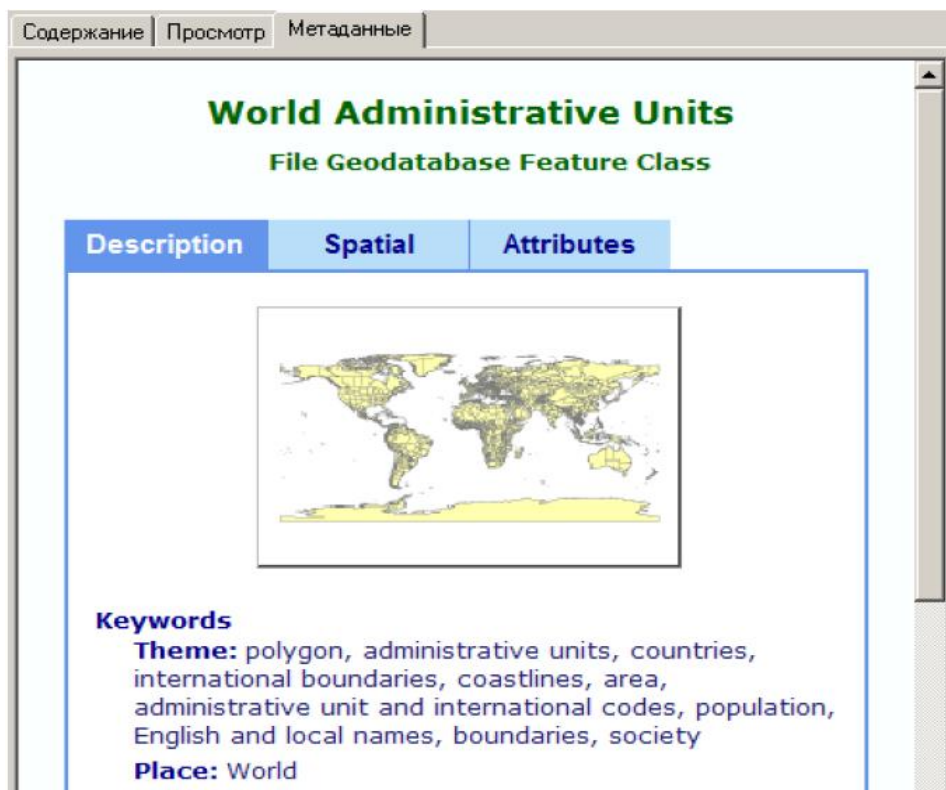 Содержание Просмотр Метаданные
World Administrative Units
File Geodatabase Feature Class
Description Spatial Attributes
Keywords
Theme: polygon, administrative units, countries,
international boundaries, coastlines, area,
administrative unit and international codes, population,
English and local names, boundaries, society
Place: World